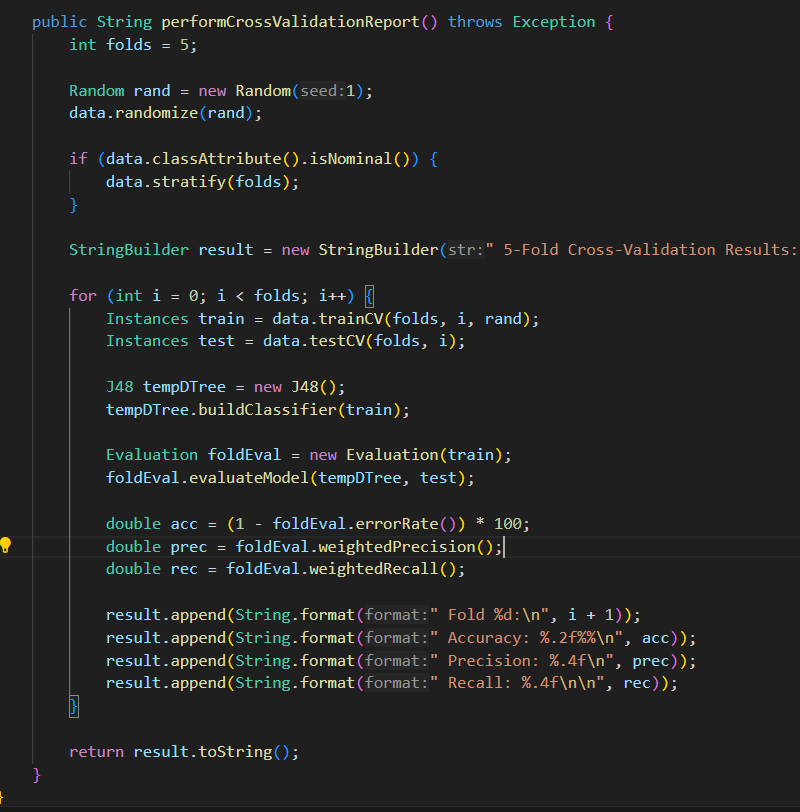 public String performCrossValidationReport() throws Exception {
int folds = 5;
Random rand = new Random(seed:1);
data.randomize(rand);
if (data.classAttribute().isNominal()) {
data.stratify(folds);
}
StringBuilder result = new StringBuilder(str:" 5-Fold Cross-Validation Results:
for (int i = 0; i < folds; i++) {
Instances train = data.trainCV(folds, i, rand);
Instances test = data.testCV(folds, i);
J48 tempDTree = new J48();
tempDTree.buildClassifier(train);
Evaluation foldEval = new Evaluation(train);
foldEval.evaluateModel(tempDTree, test);
double acc = (1 - foldEval.errorRate()) * 100;
double prec = foldEval.weightedPrecision();
double rec = foldEval.weightedRecall();
result.append(String.format(format:" Fold %d:\n", i + 1));
result.append(String.format(format:" Accuracy: %.2f%%\n", acc));
result.append(String.format(format:" Precision: %.4f\n", prec));
result.append(String.format(format:" Recall: %.4f\n\n", rec));
}
return result.toString();
}
}